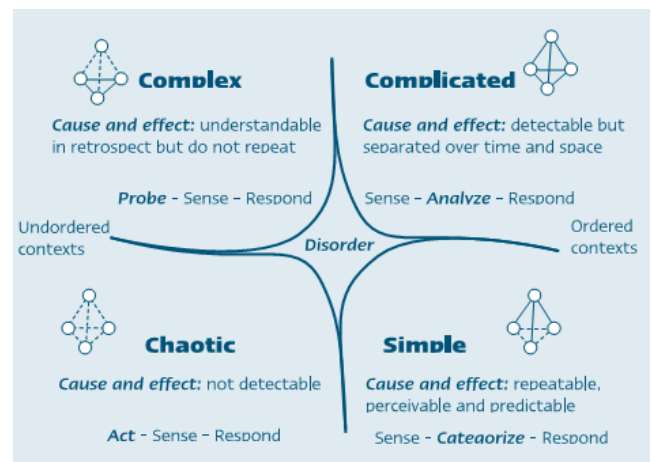 Complex
Cause and effect: understandable
in retrospect but do not repeat
Probe - Sense - Respond
Complicated
Cause and effect: detectable but
separated over time and space
Sense - Analyze - Respond
Undordered
contexts
Disorder
Ordered
contexts
Chaotic
Cause and effect: not detectable
Act - Sense - Respond
Simple
Cause and effect: repeatable,
perceivable and predictable
Sense - Categorize - Respond